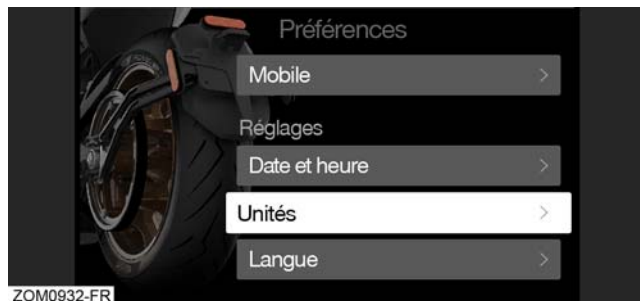 Préférences
Mobile
Réglages
Date et heure
Unités
Langue
ZOM0932-FR